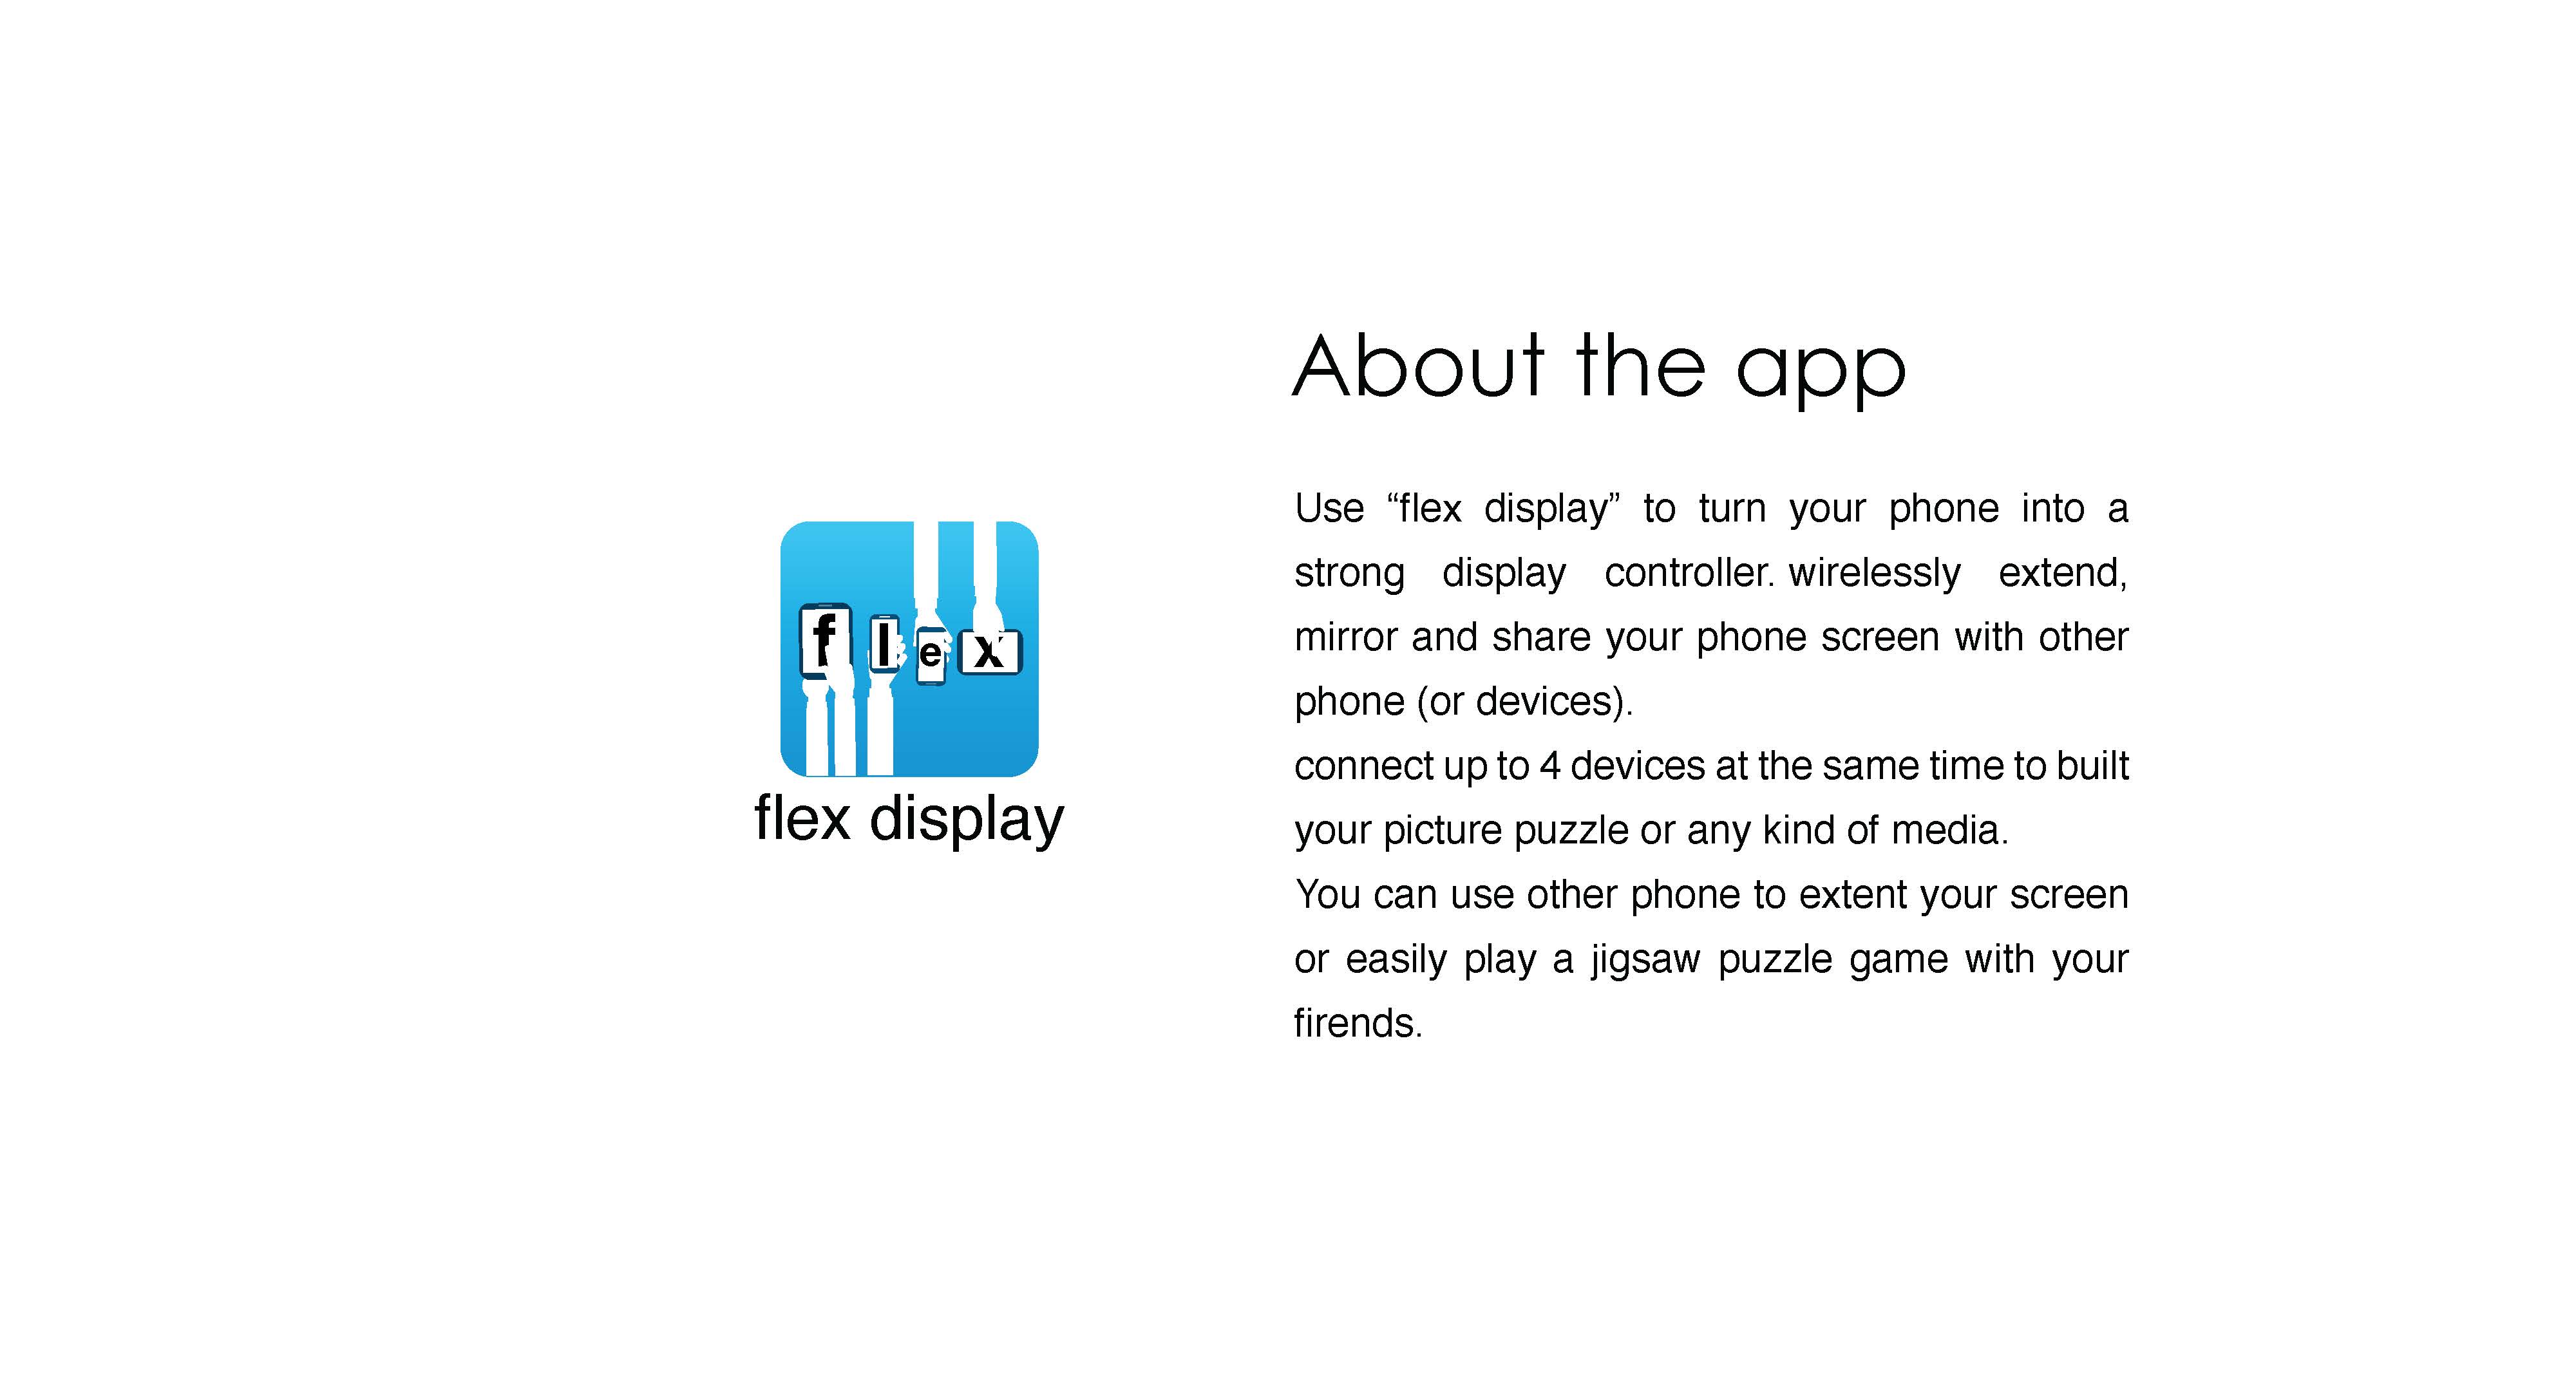 About the app
Use “flex display” to turn your phone into a
strong display controller. wirelessly extend,
mirror and share your phone screen with other
phone (or devices).
connect up to 4 devices at the same time to built
your picture puzzle or any kind of media.
You can use other phone to extent your screen
or easily play a jigsaw puzzle game with your
firends.
flex
flex display